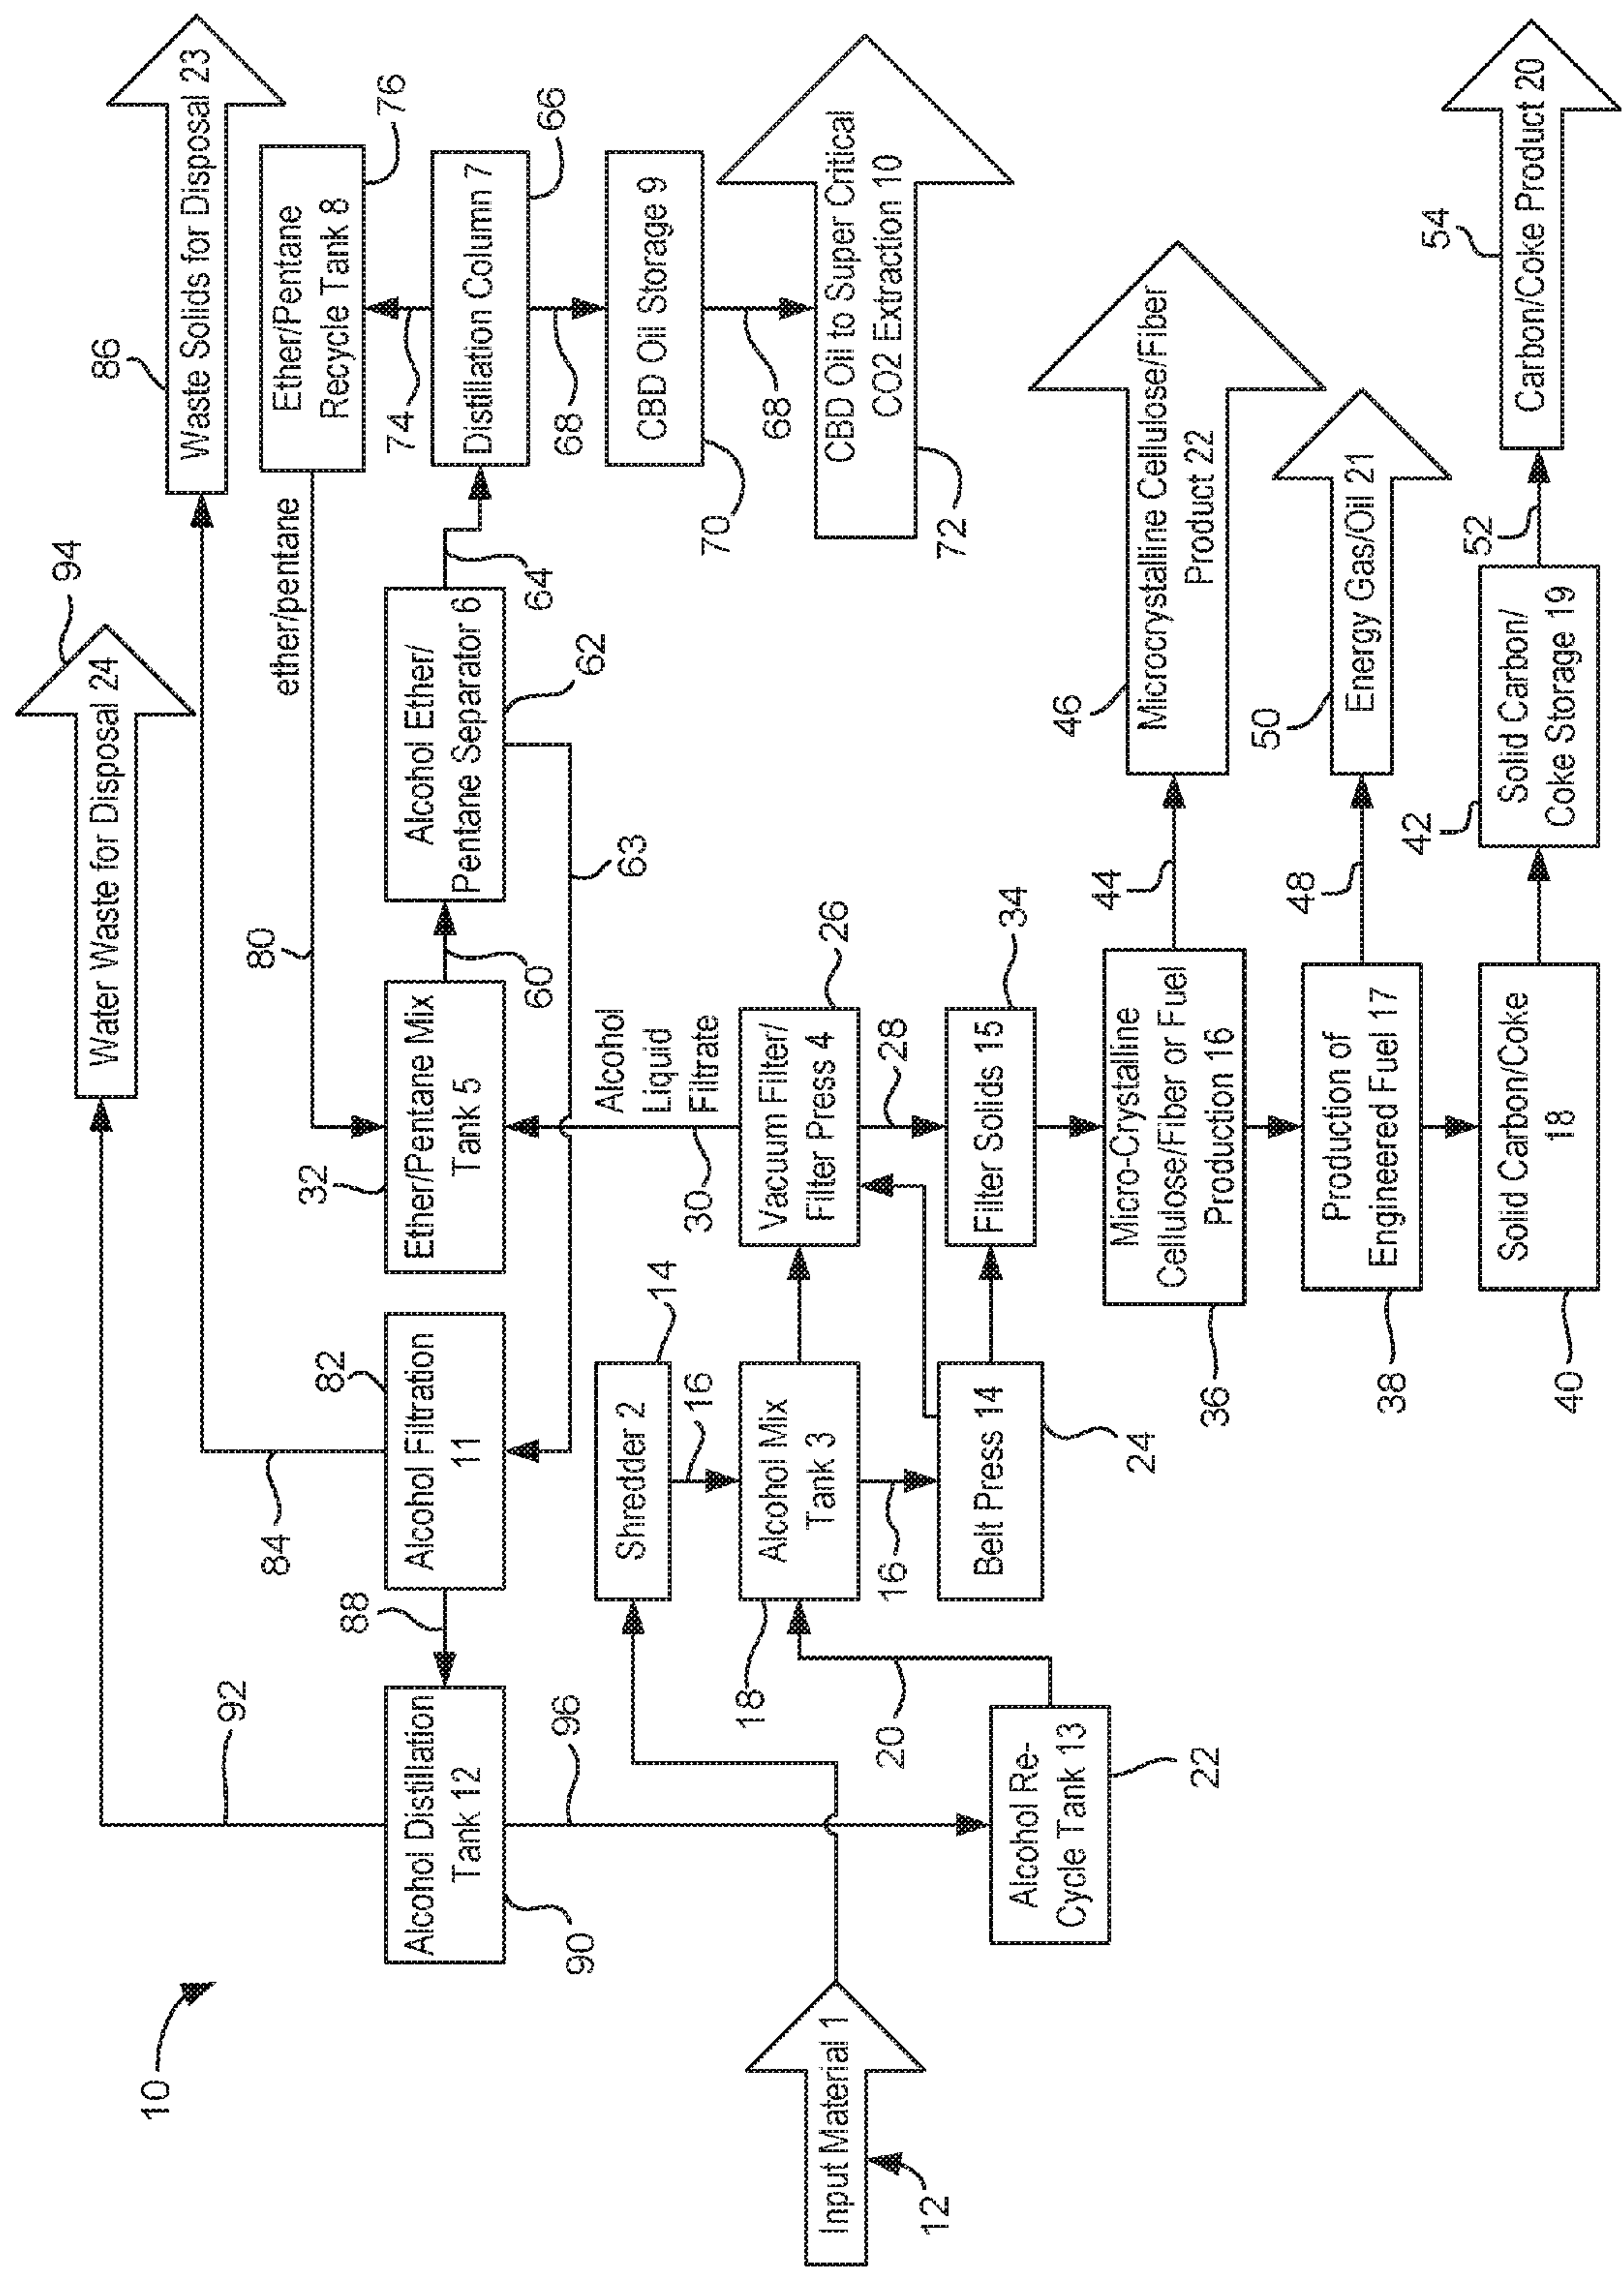 10
Input Material 1
12
92
Water Waste for Disposal 24
94
84
Waste Solids for Disposal 23
86
Alcohol Distillation
Tank 12
90
88
Alcohol Filtration
11
82
96
Ether/Pentane Mix
Tank 5
32
80
ether/pentane
60
Alcohol Ether/
Pentane Separator 6
62
63
64
Ether/Pentane
Recycle Tank 8
76
74
Distillation Column 7
66
68
CBD Oil Storage 9
70
68
CBD Oil to Super Critical
CO2 Extraction 10
72
Shredder 2
14
16
Alcohol Mix
Tank 3
18
16
Belt Press 14
24
20
Alcohol Re-
Cycle Tank 13
22
Alcohol
Liquid
Filtrate
30
Vacuum Filter/
Filter Press 4
26
28
Filter Solids 15
34
Micro-Crystalline
Cellulose/Fiber or Fuel
Production 16
36
44
Microcrystalline Cellulose/Fiber
Product 22
46
Production of
Engineered Fuel 17
38
48
Energy Gas/Oil 21
50
Solid Carbon/Coke
18
40
Solid Carbon/
Coke Storage 19
42
52
Carbon/Coke Product 20
54